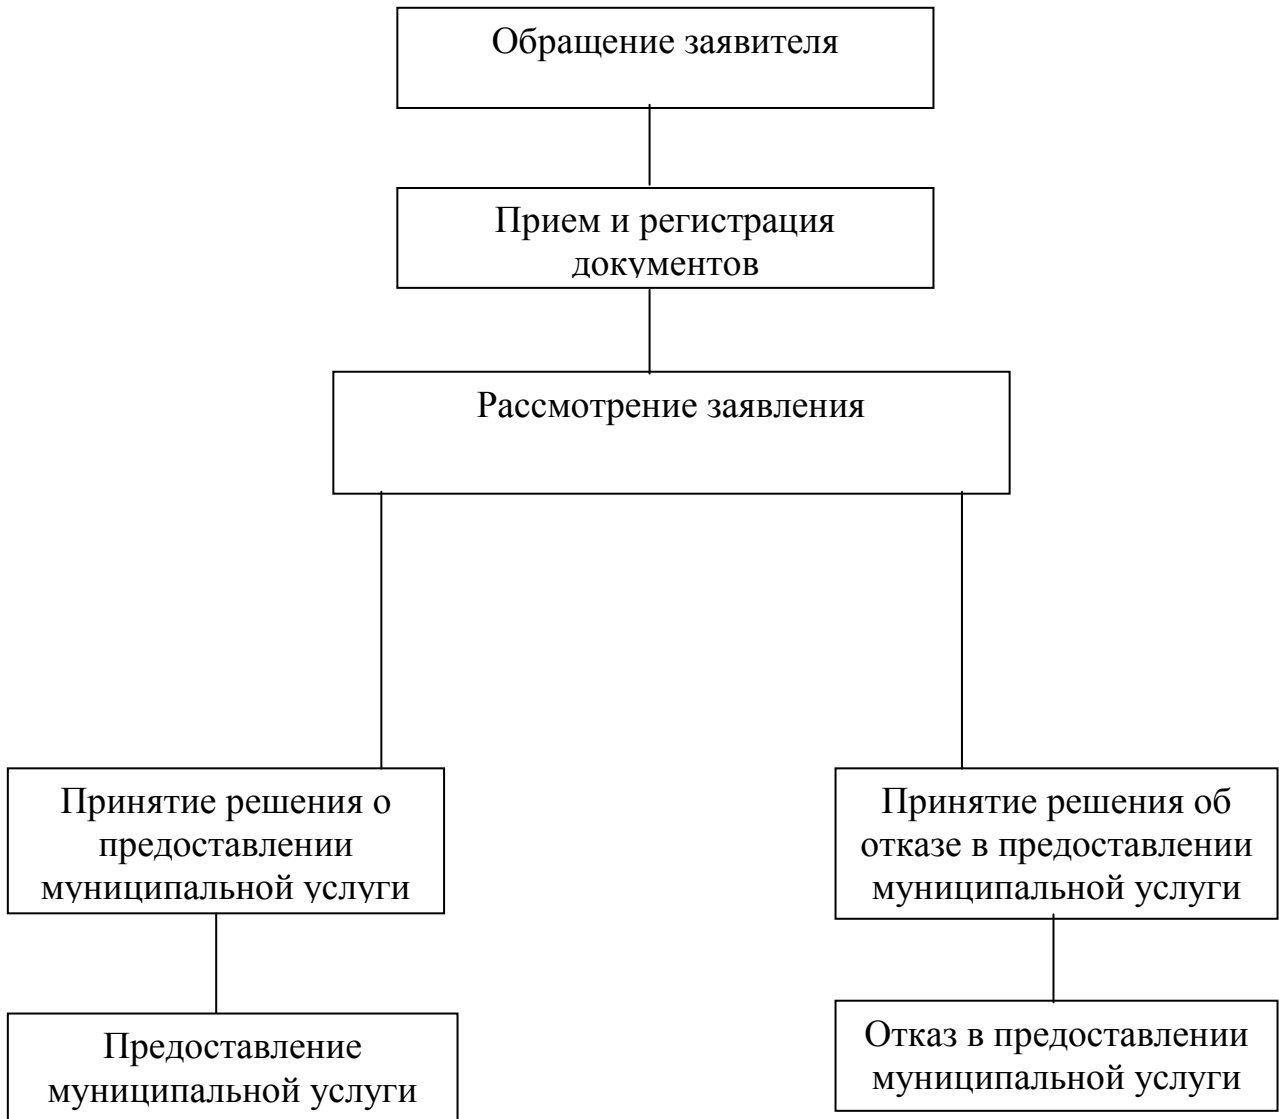 Обращение заявителя
Прием и регистрация
документов
Рассмотрение заявления
Принятие решения о
предоставлении
муниципальной услуги
Принятие решения об
отказе в предоставлении
муниципальной услуги
Предоставление
муниципальной услуги
Отказ в предоставлении
муниципальной услуги